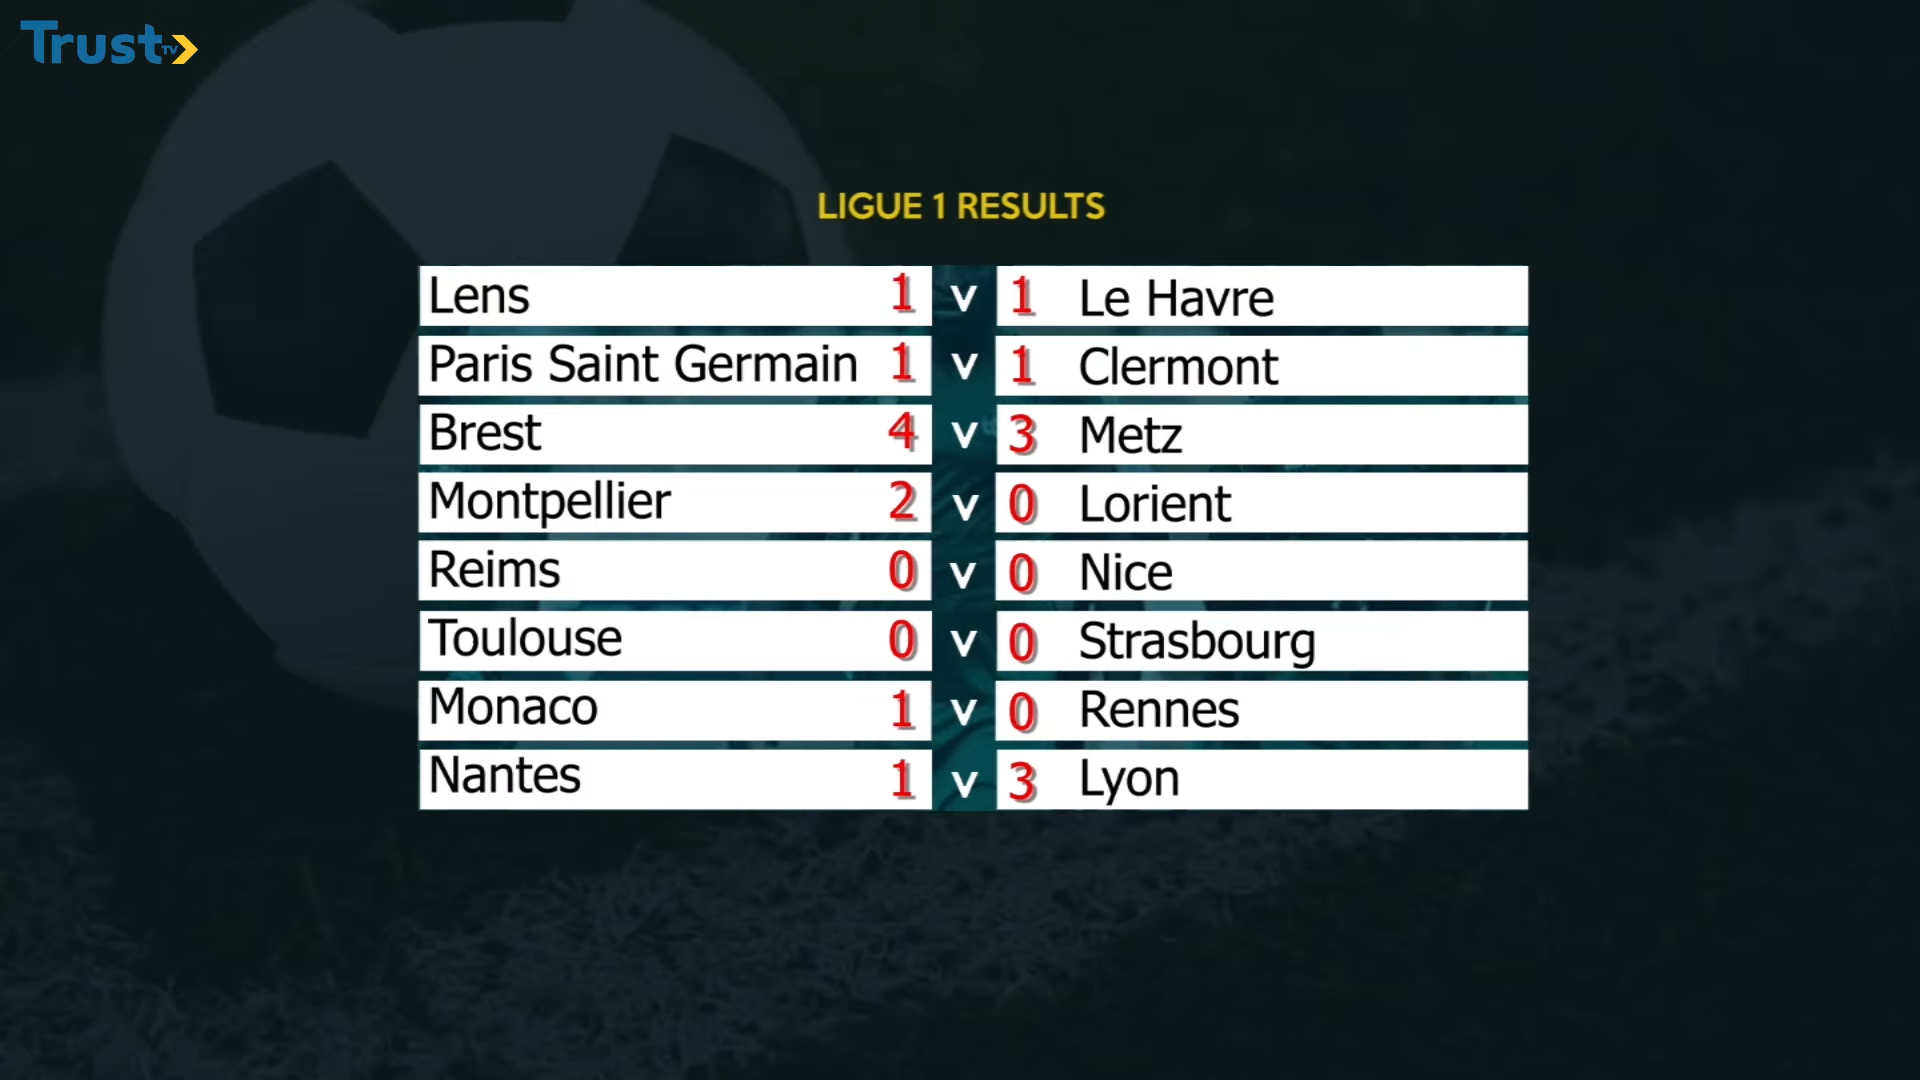 Trust TV
LIGUE 1 RESULTS
Lens 1 v 1 Le Havre
Paris Saint Germain 1 v 1 Clermont
Brest 4 v 3 Metz
Montpellier 2 v 0 Lorient
Reims 0 v 0 Nice
Toulouse 0 v 0 Strasbourg
Monaco 1 v 0 Rennes
Nantes 1 v 3 Lyon